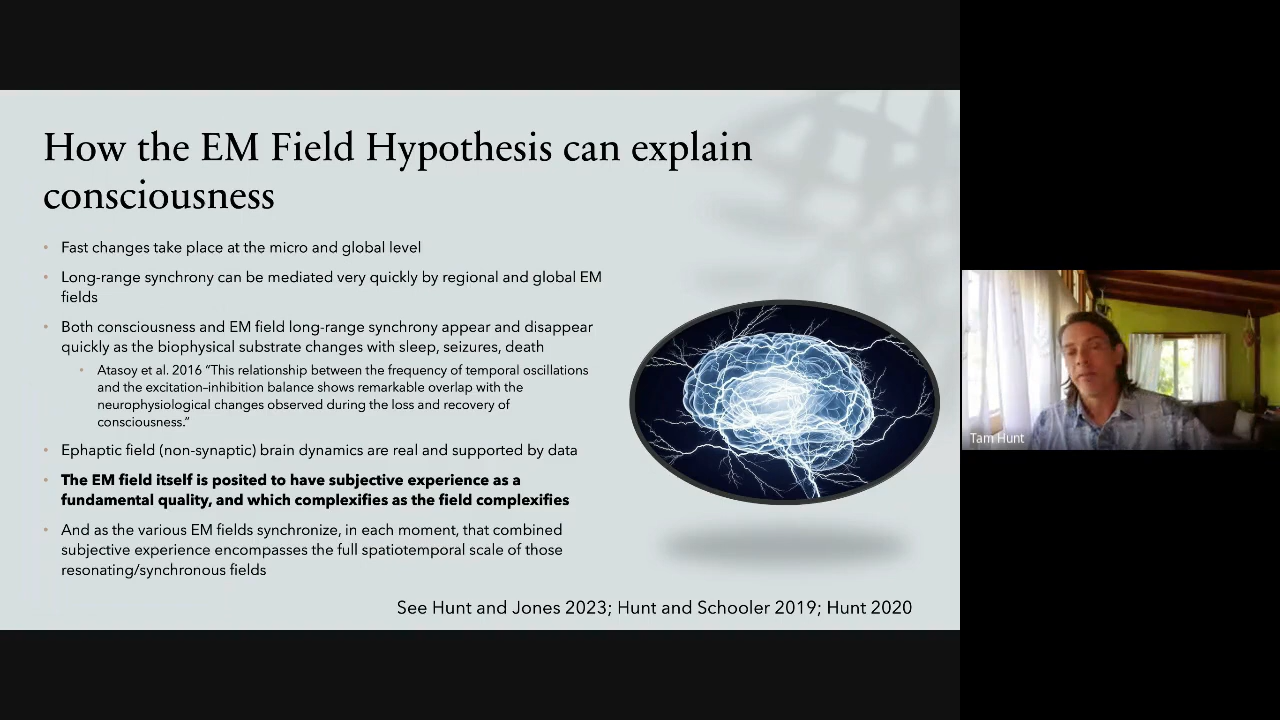 How the EM Field Hypothesis can explain
consciousness
• Fast changes take place at the micro and global level
• Long-range synchrony can be mediated very quickly by regional and global EM
fields
• Both consciousness and EM field long-range synchrony appear and disappear
quickly as the biophysical substrate changes with sleep, seizures, death
• Atasoy et al. 2016 “This relationship between the frequency of temporal oscillations
and the excitation–inhibition balance shows remarkable overlap with the
neurophysiological changes observed during the loss and recovery of
consciousness.”
• Ephaptic field (non-synaptic) brain dynamics are real and supported by data
• The EM field itself is posited to have subjective experience as a
fundamental quality, and which complexifies as the field complexifies
• And as the various EM fields synchronize, in each moment, that combined
subjective experience encompasses the full spatiotemporal scale of those
resonating/synchronous fields
See Hunt and Jones 2023; Hunt and Schooler 2019; Hunt 2020
Tam Hunt